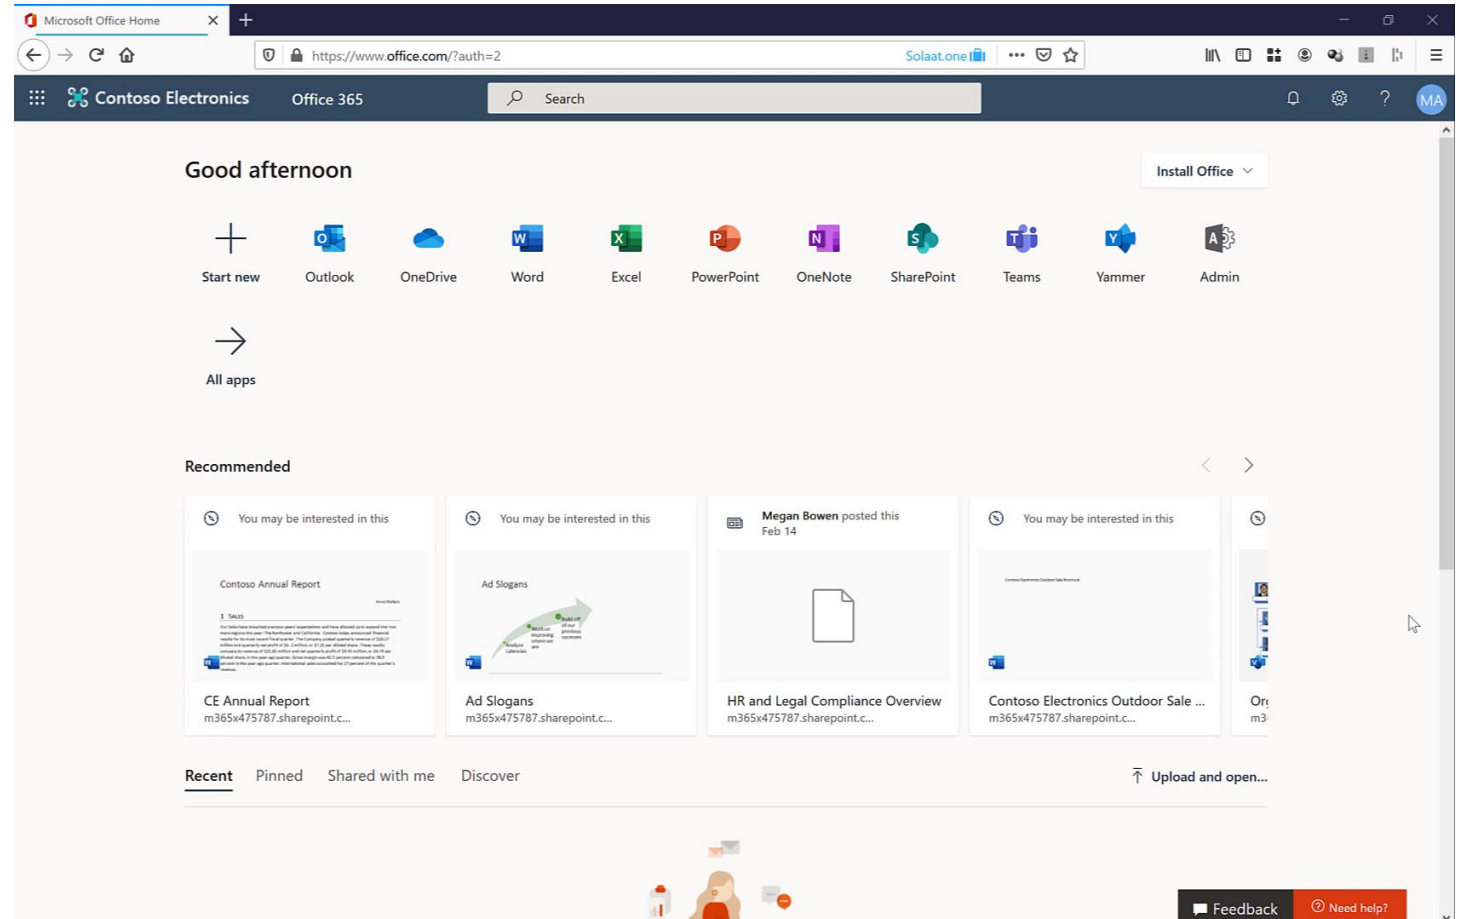 Microsoft Office Home
https://www.office.com/?auth=2
Solaat.one
Contoso Electronics
Office 365
Search
MA
Good afternoon
Install Office
Start new
Outlook
OneDrive
Word
Excel
PowerPoint
OneNote
SharePoint
Teams
Yammer
Admin
All apps
Recommended
You may be interested in this
Contoso Annual Report
CE Annual Report
m365x475787.sharepoint.c...
You may be interested in this
Ad Slogans
Ad Slogans
m365x475787.sharepoint.c...
Megan Bowen posted this
Feb 14
HR and Legal Compliance Overview
m365x475787.sharepoint.c...
You may be interested in this
Contoso Electronics Outdoor Sale Brochure
Contoso Electronics Outdoor Sale ...
m365x475787.sharepoint.c...
Recent
Pinned
Shared with me
Discover
Upload and open...
Feedback
Need help?